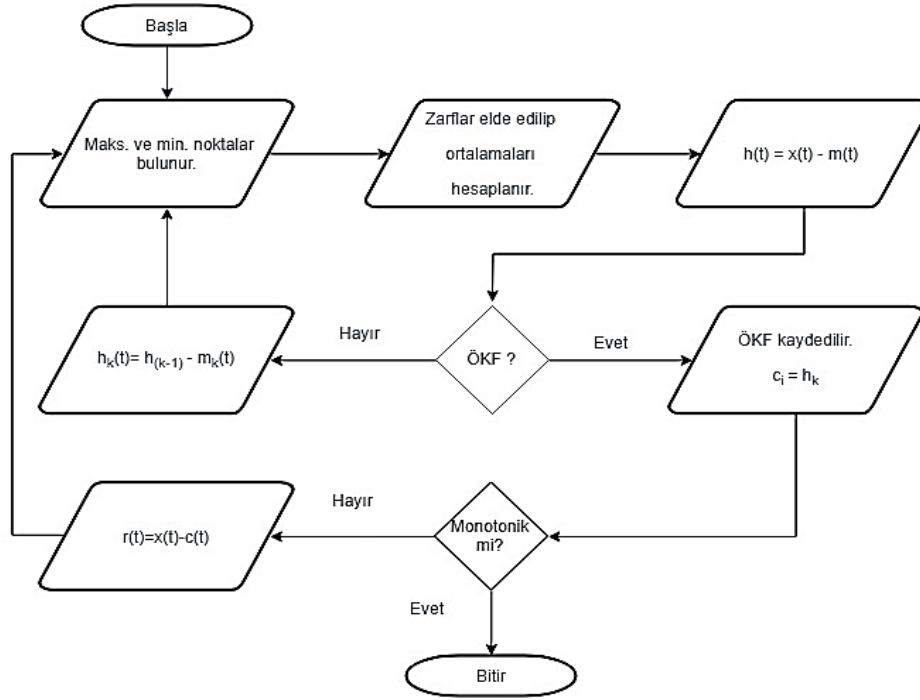 Başla
Maks. ve min. noktalar
bulunur.
Zarflar elde edilip
ortalamaları
hesaplanır.
h(t) = x(t) - m(t)
ÖKF ?
Hayır
Evet
h_k(t)= h_(k-1) - m_k(t)
ÖKF kaydedilir.
c_i = h_k
Monotonik
mi?
Hayır
r(t)=x(t)-c(t)
Evet
Bitir